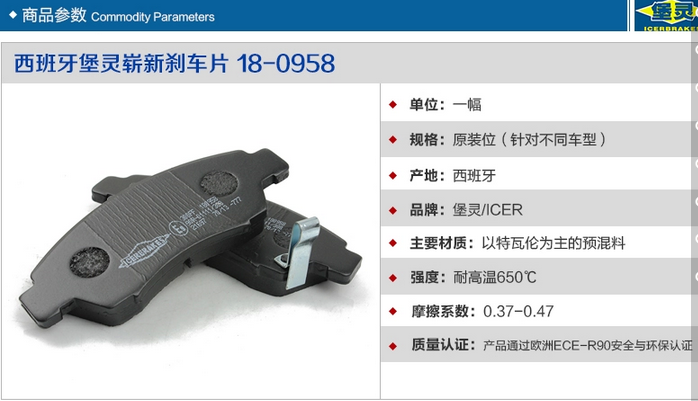 商品参数 Commodity Parameters
堡灵
ICERBRAKES
西班牙堡灵崭新刹车片 18-0958
单位：一幅
规格：原装位（针对不同车型）
产地：西班牙
品牌：堡灵/ICER
主要材质：以特瓦伦为主的预混料
强度：耐高温650℃
摩擦系数：0.37-0.47
质量认证：产品通过欧洲ECE-R90安全与环保认证
ICERBRAKES